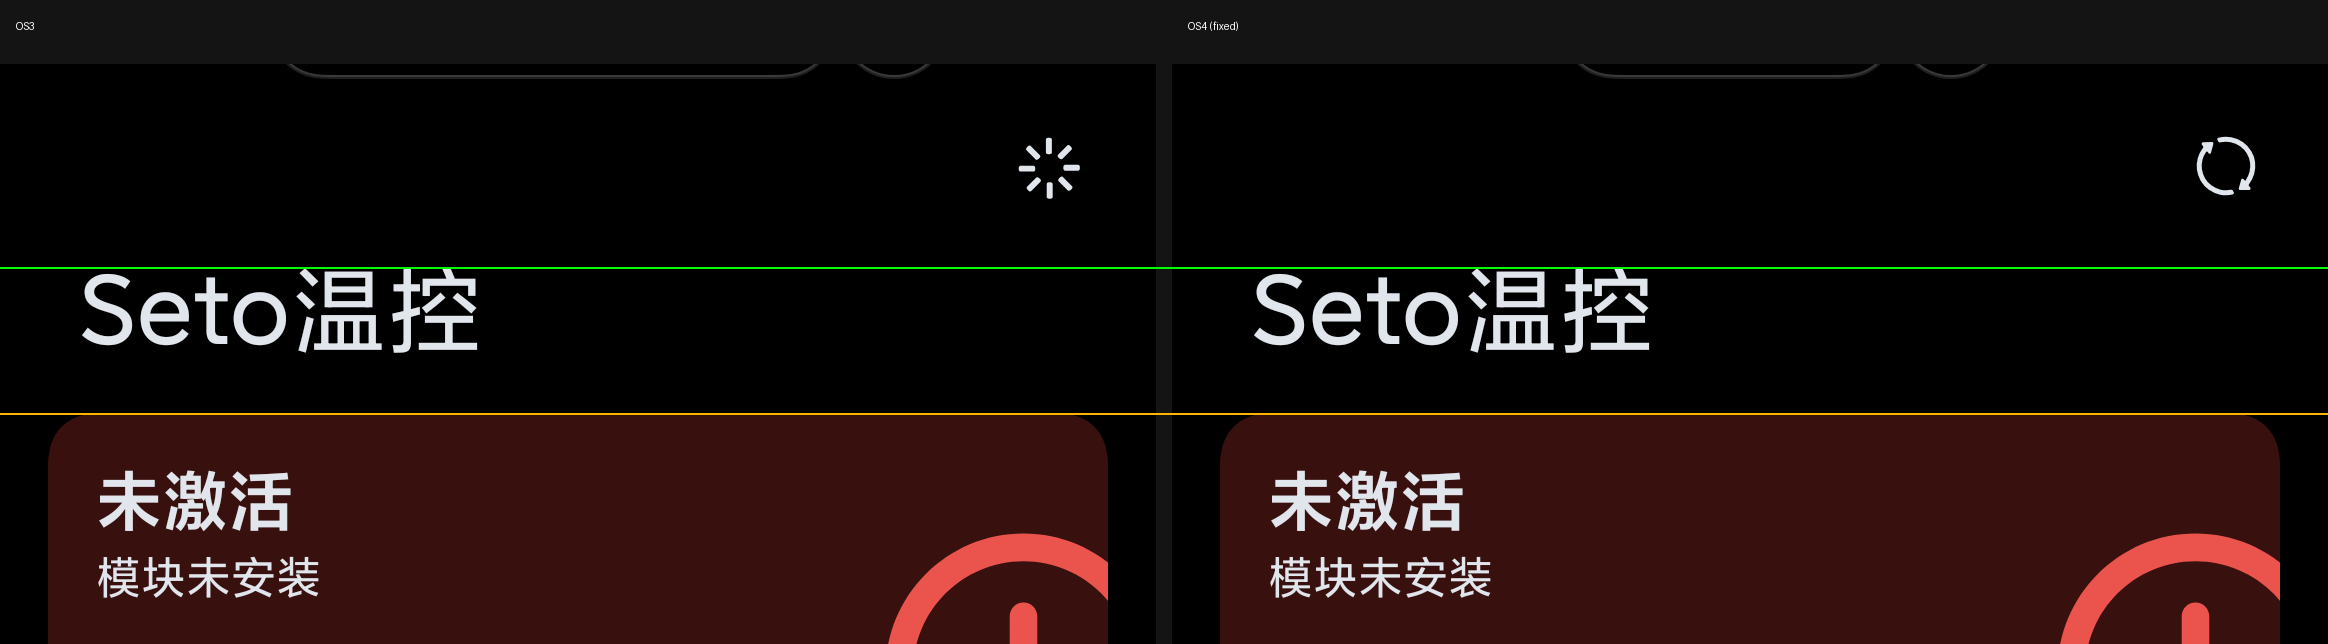 OS3
OS4 (fixed)
Seto温控
Seto温控
未激活
模块未安装
未激活
模块未安装